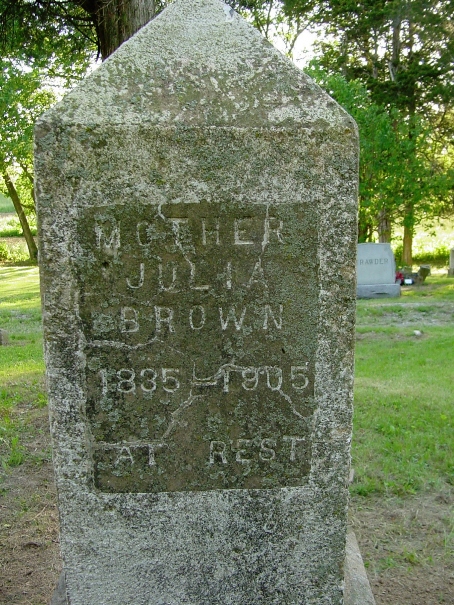 MOTHER
JULIA
BROWN
1835-1905
AT REST